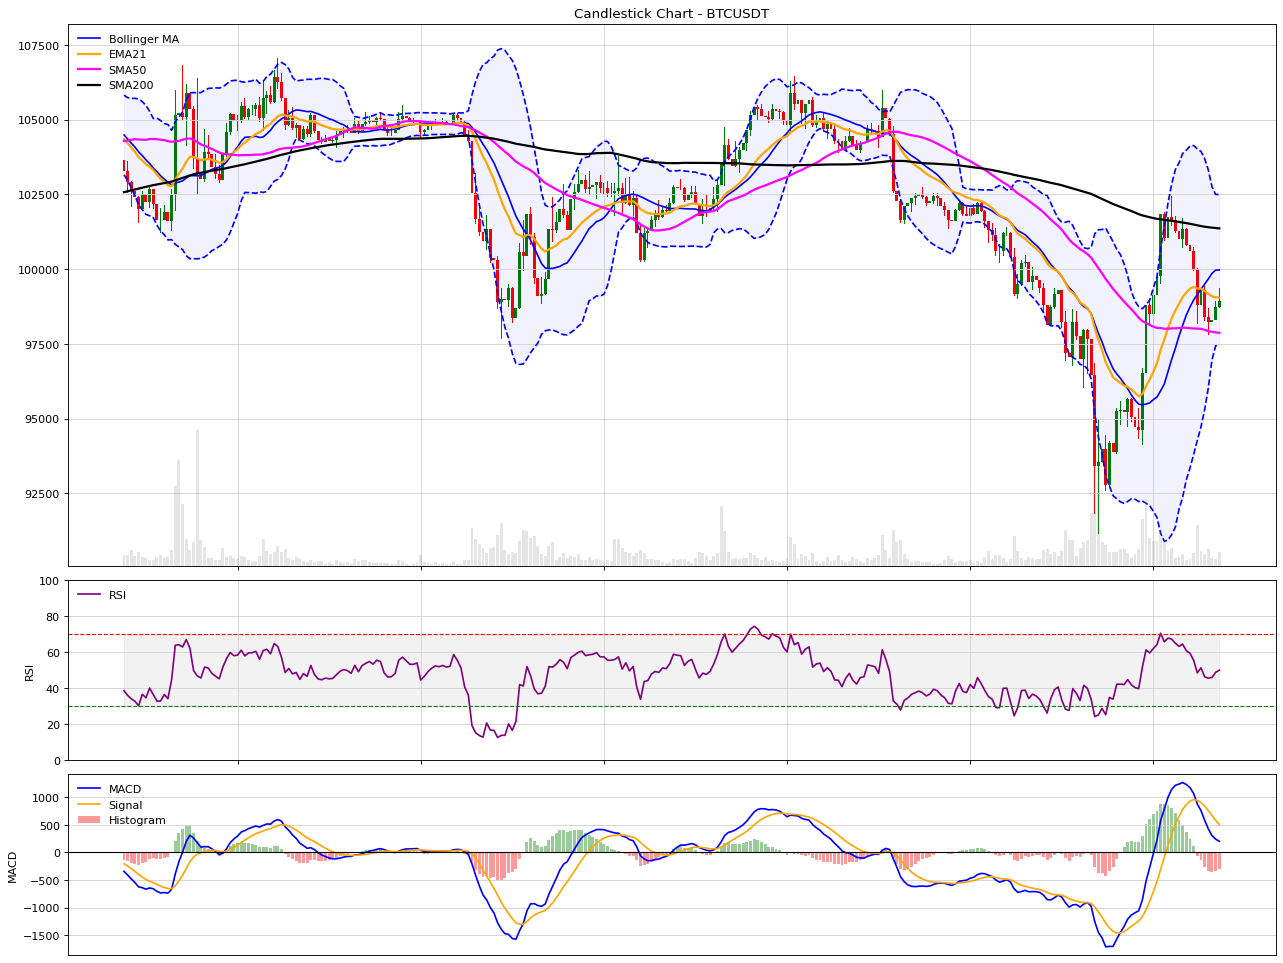 Candlestick Chart - BTCUSDT
Bollinger MA
EMA21
SMA50
SMA200
107500
105000
102500
100000
97500
95000
92500
RSI
100
80
60
40
20
0
RSI
MACD
Signal
Histogram
1000
500
0
−500
−1000
−1500
MACD